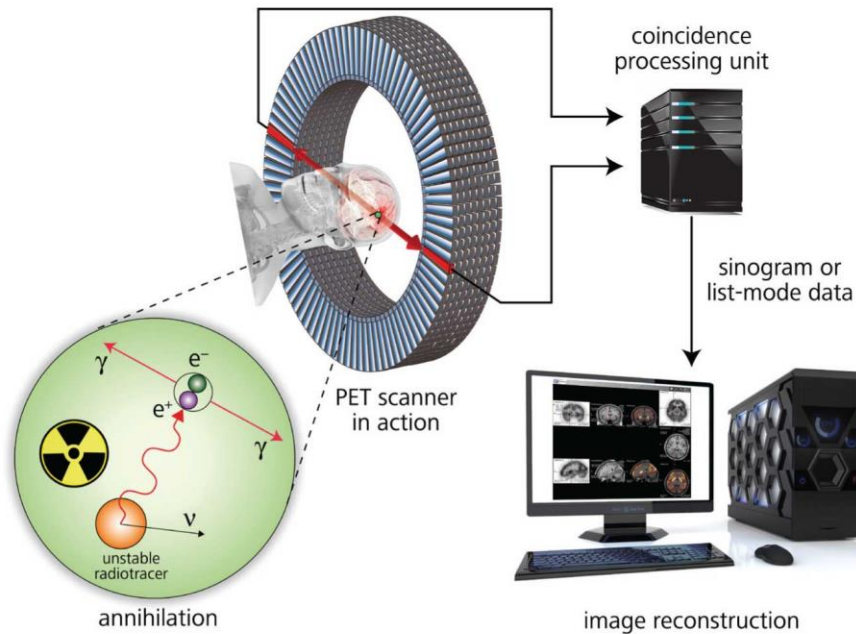 coincidence
processing unit
sinogram or
list-mode data
PET scanner
in action
γ
e⁻
e⁺
γ
ν
unstable
radiotracer
annihilation
image reconstruction